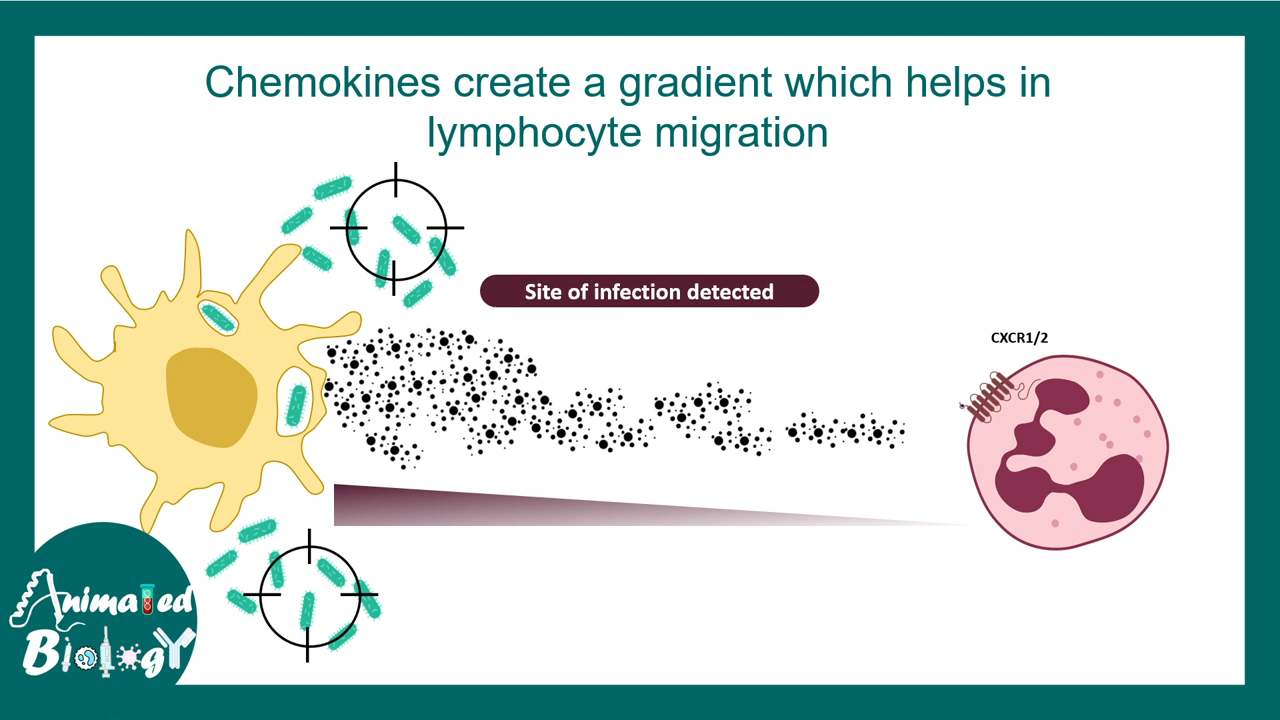 Chemokines create a gradient which helps in
lymphocyte migration
Site of infection detected
CXCR1/2
Animated
Biology